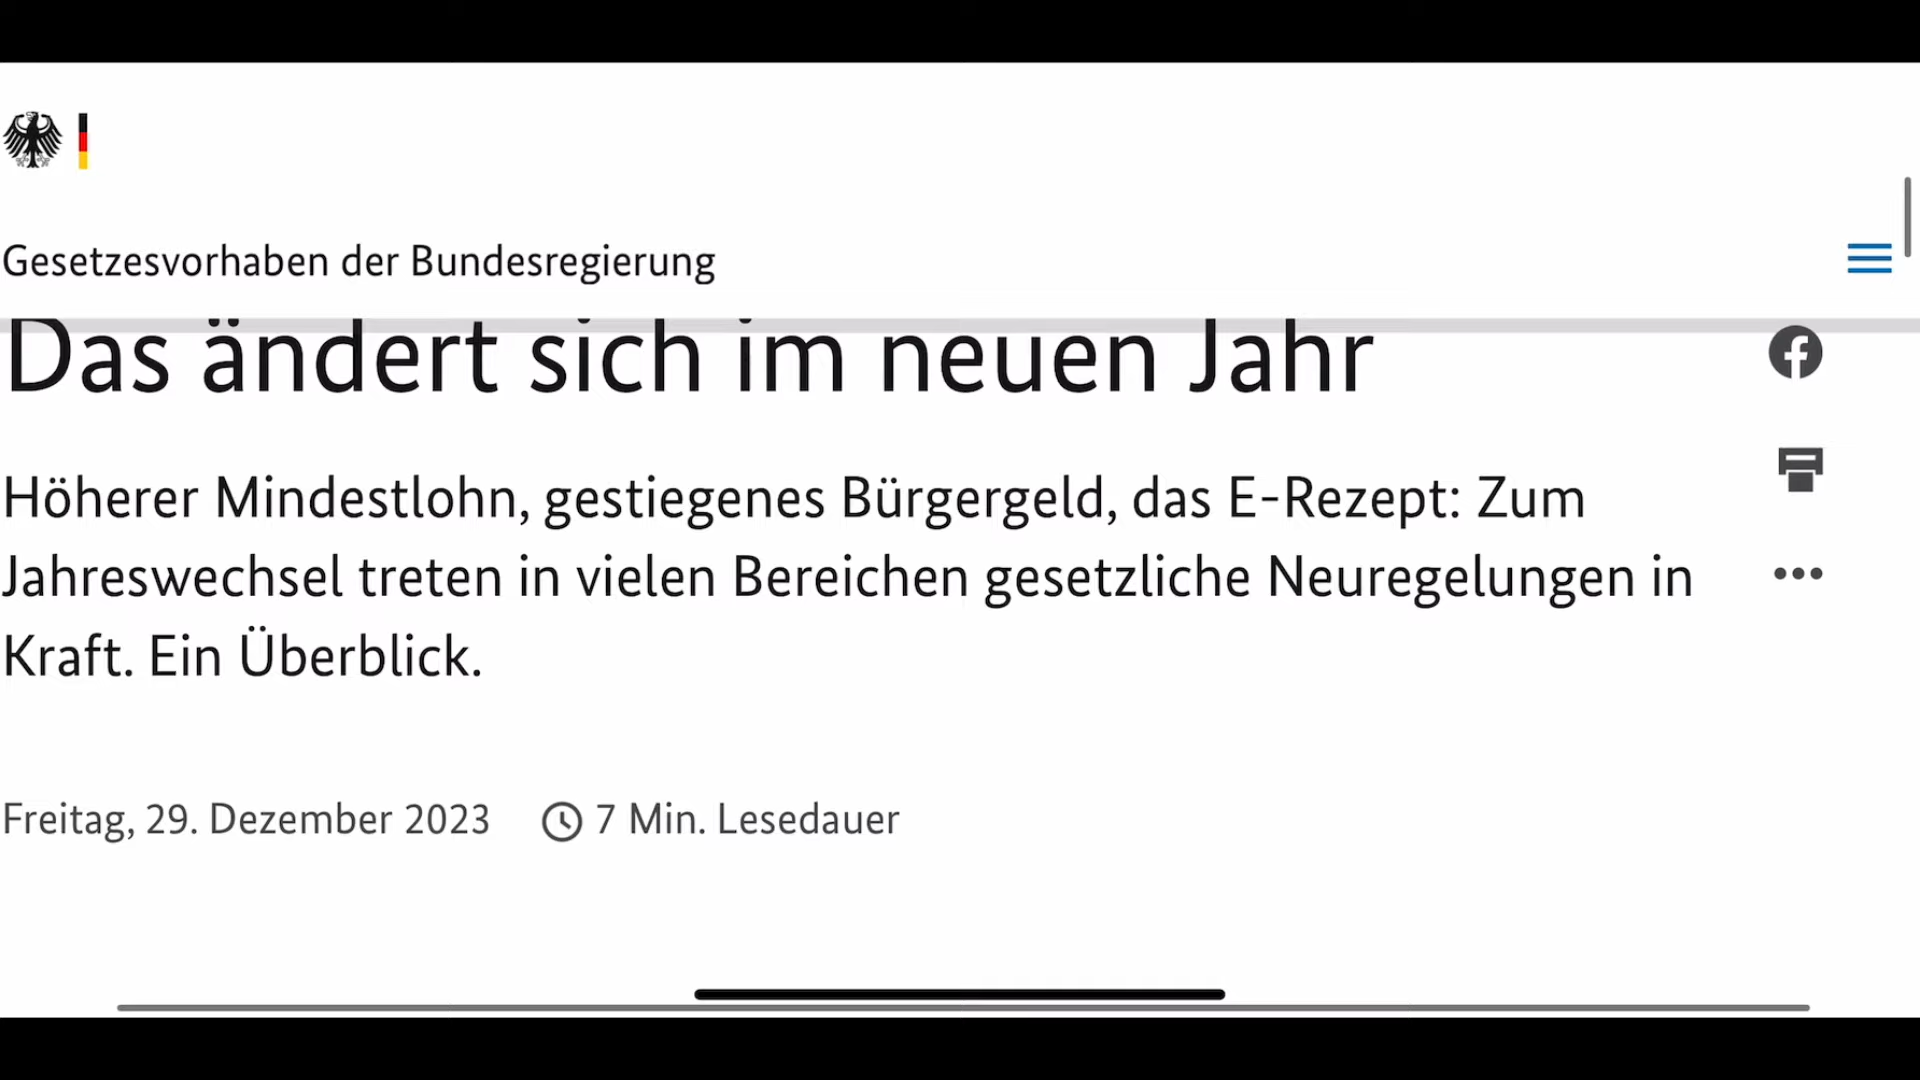 Gesetzesvorhaben der Bundesregierung
Das ändert sich im neuen Jahr
Höherer Mindestlohn, gestiegenes Bürgergeld, das E-Rezept: Zum
Jahreswechsel treten in vielen Bereichen gesetzliche Neuregelungen in
Kraft. Ein Überblick.
Freitag, 29. Dezember 2023 7 Min. Lesedauer